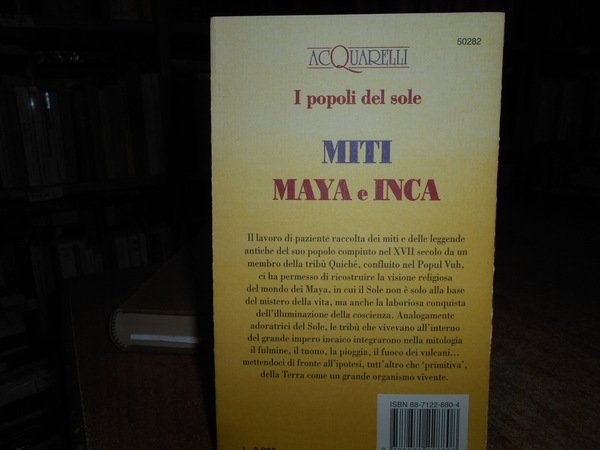 50282
ACQUARELLI
I popoli del sole
MITI
MAYA e INCA
Il lavoro di paziente raccolta dei miti e delle leggende
antiche del suo popolo compiuto nel XVII secolo da un
membro della tribù Quiché, confluito nel Popul Vuh,
ci ha permesso di ricostruire la visione religiosa
del mondo dei Maya, in cui il Sole non è solo alla base
del mistero della vita, ma anche la laboriosa conquista
dell'illuminazione della coscienza. Analogamente
adoratrici del Sole, le tribù che vivevano all'interno
del grande impero incaico integrarono nella mitologia
il fulmine, il tuono, la pioggia, il fuoco dei vulcani...
mettendoci di fronte all'ipotesi, tutt'altro che 'primitiva',
della Terra come un grande organismo vivente.
ISBN 88-7122-880-4